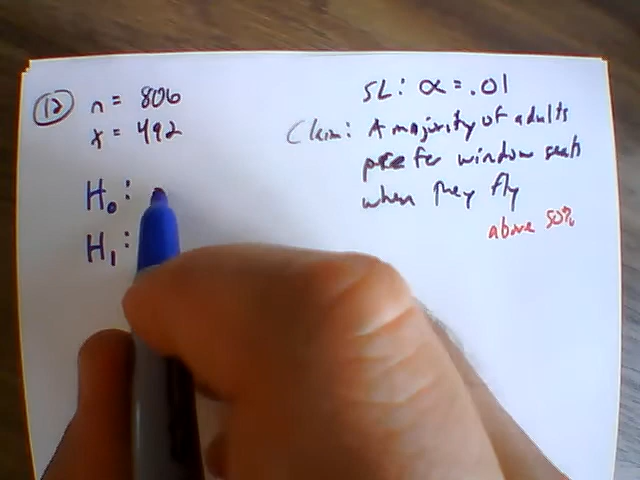 12 n = 806
x = 492
H₀:
H₁:
SL: α = .01
Claim: A majority of adults
prefer window seats
when they fly
above 50%